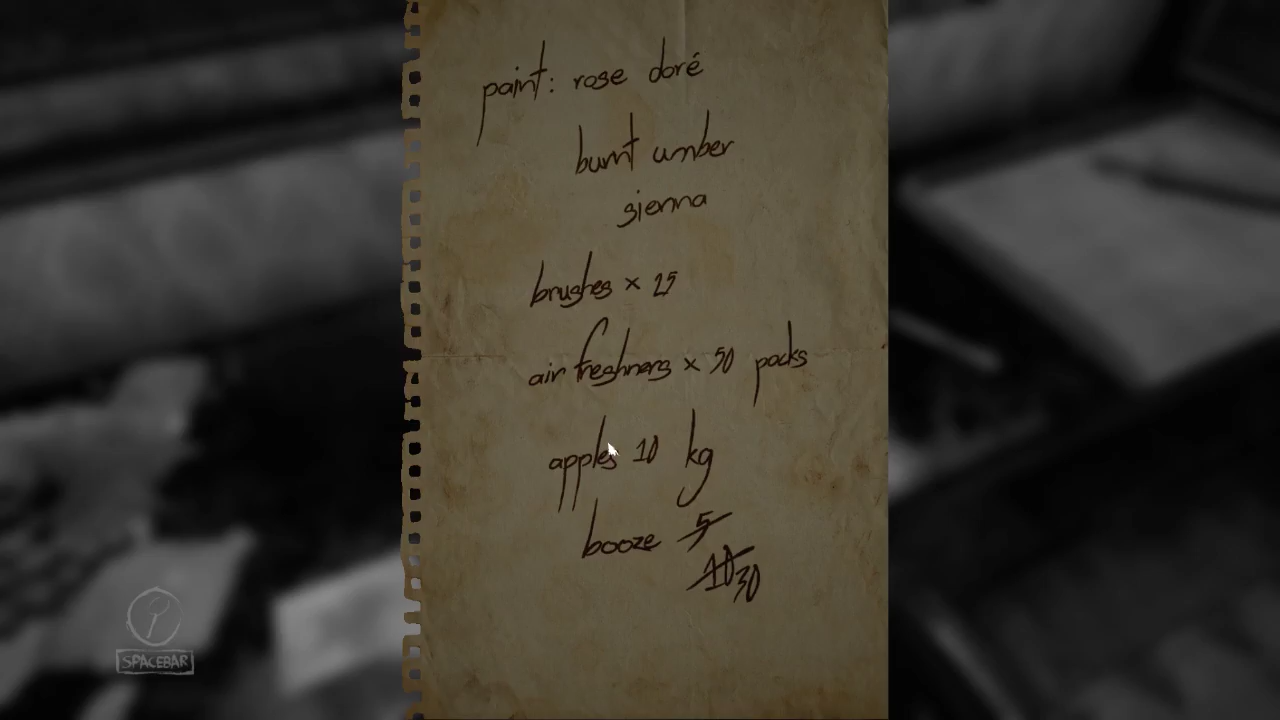 paint: rose doré
burnt umber
sienna
brushes × 25
air freshners × 50 packs
apples 10 kg
booze 5
10 30
SPACEBAR